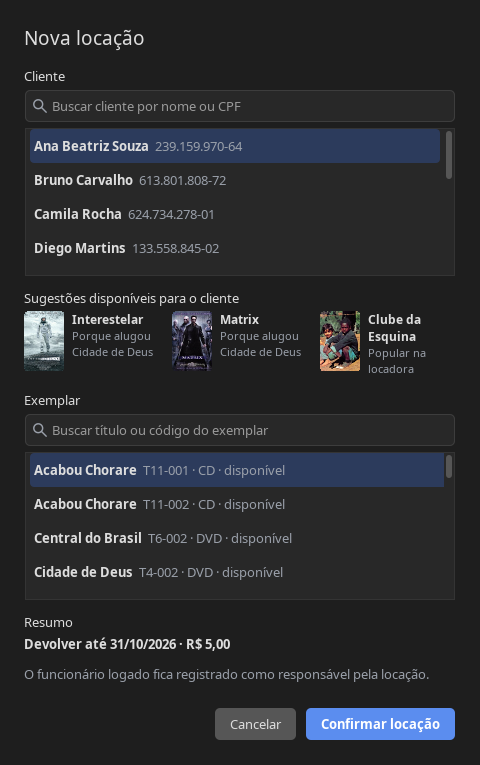 Nova locação
Cliente
Buscar cliente por nome ou CPF
Ana Beatriz Souza 239.159.970-64
Bruno Carvalho 613.801.808-72
Camila Rocha 624.734.278-01
Diego Martins 133.558.845-02
Sugestões disponíveis para o cliente
Interestelar
Porque alugou
Cidade de Deus
MATRIX
Matrix
Porque alugou
Cidade de Deus
Clube da
Esquina
Popular na
locadora
Exemplar
Buscar título ou código do exemplar
Acabou Chorare T11-001 · CD · disponível
Acabou Chorare T11-002 · CD · disponível
Central do Brasil T6-002 · DVD · disponível
Cidade de Deus T4-002 · DVD · disponível
Resumo
Devolver até 31/10/2026 · R$ 5,00
O funcionário logado fica registrado como responsável pela locação.
Cancelar
Confirmar locação